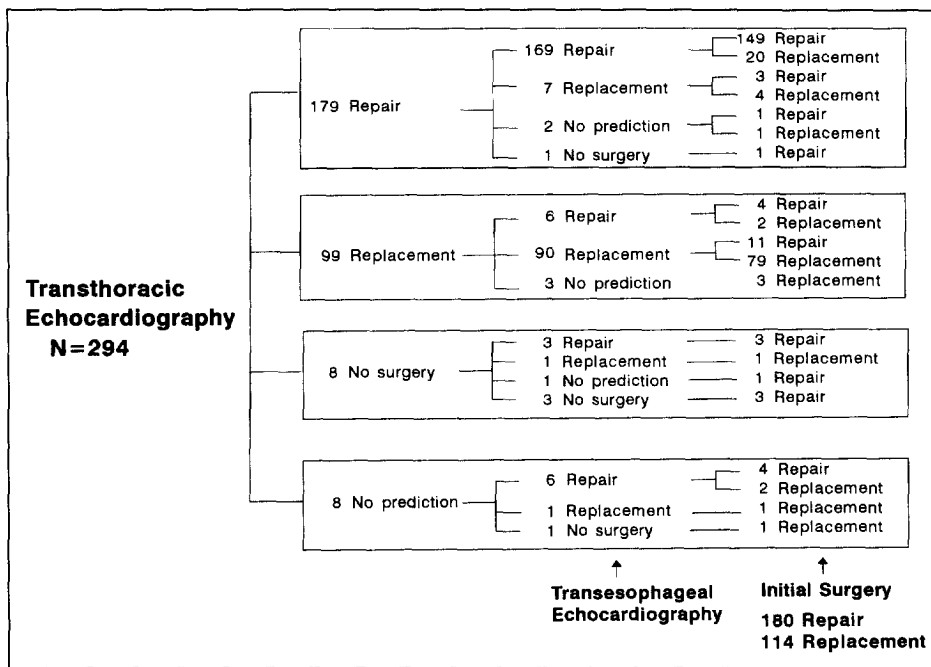 179 Repair
169 Repair
149 Repair
20 Replacement
7 Replacement
3 Repair
4 Replacement
2 No prediction
1 Repair
1 Replacement
1 No surgery
1 Repair
99 Replacement
6 Repair
4 Repair
2 Replacement
90 Replacement
11 Repair
79 Replacement
3 No prediction
3 Replacement
Transthoracic
Echocardiography
N=294
8 No surgery
3 Repair
3 Repair
1 Replacement
1 Replacement
1 No prediction
1 Repair
3 No surgery
3 Repair
8 No prediction
6 Repair
4 Repair
2 Replacement
1 Replacement
1 Replacement
1 No surgery
1 Replacement
Transesophageal
Echocardiography
Initial Surgery
180 Repair
114 Replacement